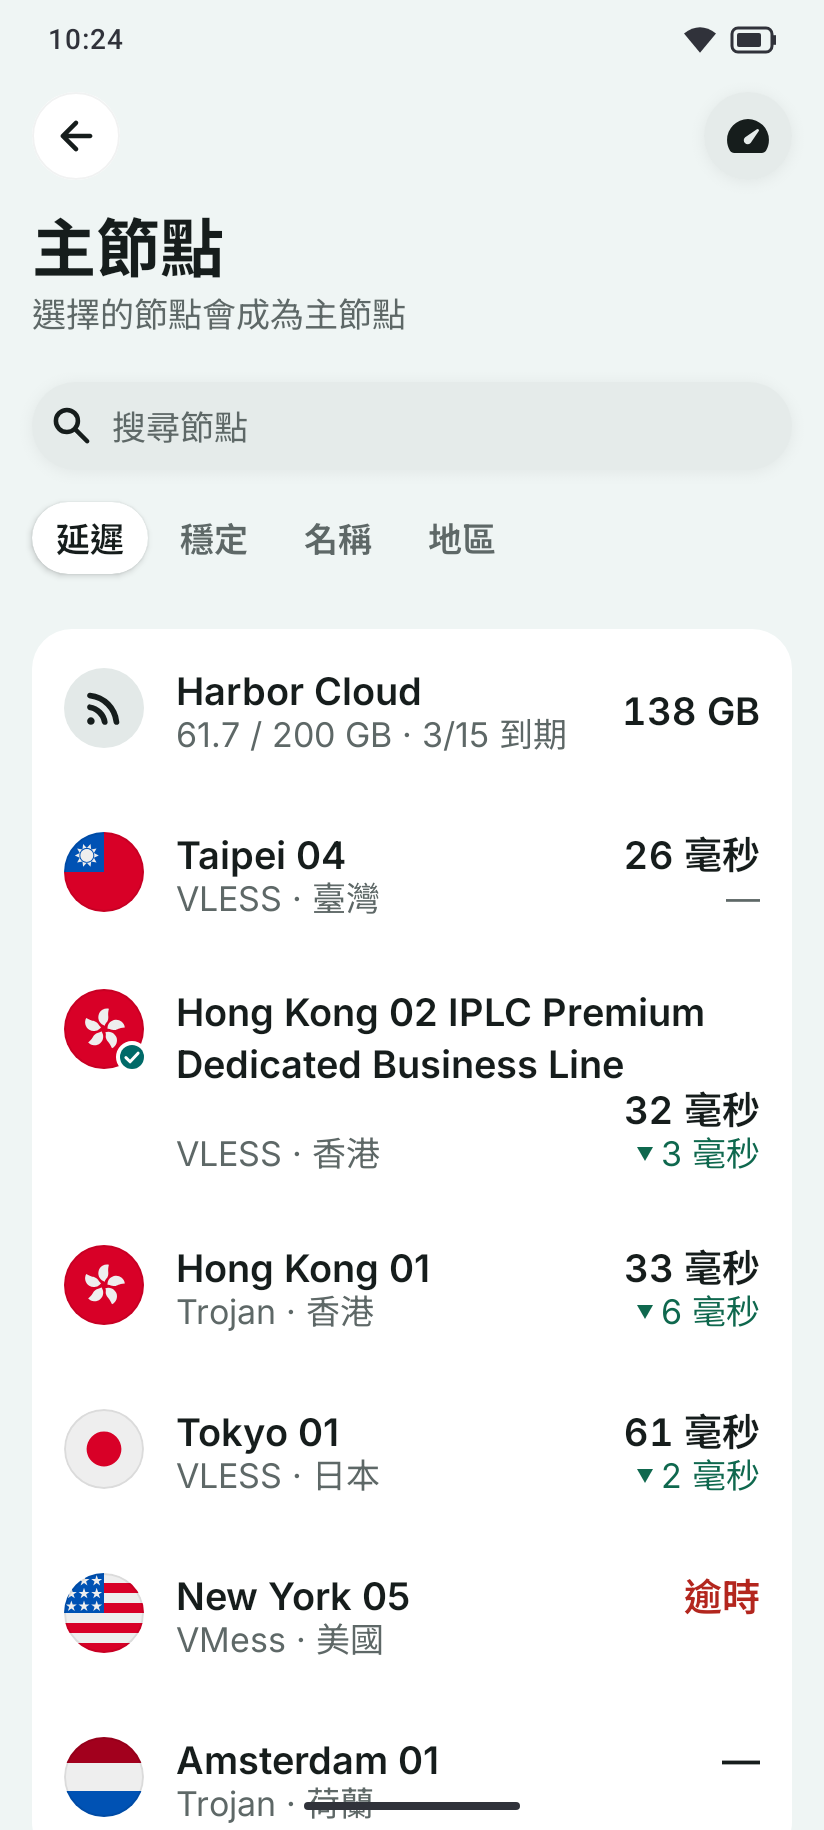 10:24
主節點
選擇的節點會成為主節點
搜尋節點
延遲 穩定 名稱 地區
Harbor Cloud
138 GB
61.7 / 200 GB · 3/15 到期
Taipei 04
26 毫秒
VLESS · 臺灣
—
Hong Kong 02 IPLC Premium
Dedicated Business Line
32 毫秒
VLESS · 香港
▼3 毫秒
Hong Kong 01
33 毫秒
Trojan · 香港
▼6 毫秒
Tokyo 01
61 毫秒
VLESS · 日本
▼2 毫秒
New York 05
逾時
VMess · 美國
Amsterdam 01
—
Trojan · 荷蘭